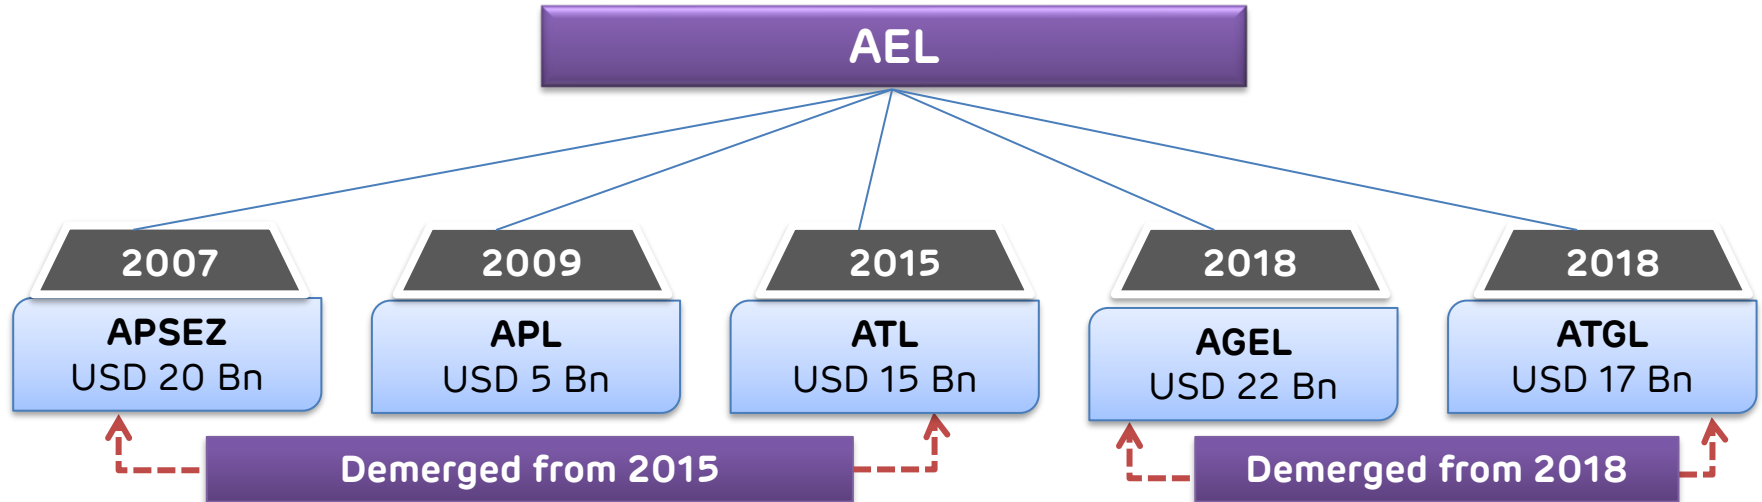 AEL
2007
APSEZ
USD 20 Bn
2009
APL
USD 5 Bn
2015
ATL
USD 15 Bn
2018
AGEL
USD 22 Bn
2018
ATGL
USD 17 Bn
Demerged from 2015
Demerged from 2018